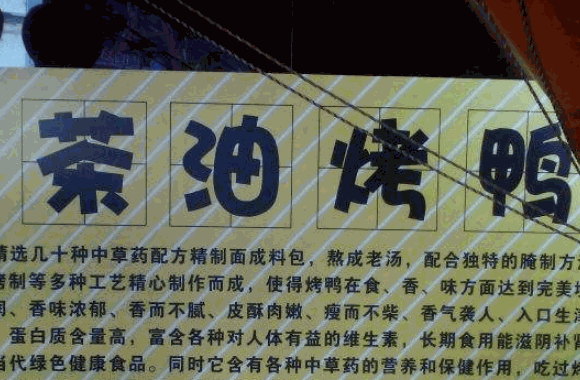 茶油烤鸭
精选几十种中草药配方精制面成料包，熬成老汤，配合独特的腌制方法
烤制等多种工艺精心制作而成，使得烤鸭在食、香、味方面达到完美
、香味浓郁、香而不腻、皮酥肉嫩、瘦而不柴、香气袭人、入口生
蛋白质含量高，富含各种对人体有益的维生素，长期食用能滋阴补肾
当代绿色健康食品。同时它含有各种中草药的营养和保健作用，吃过